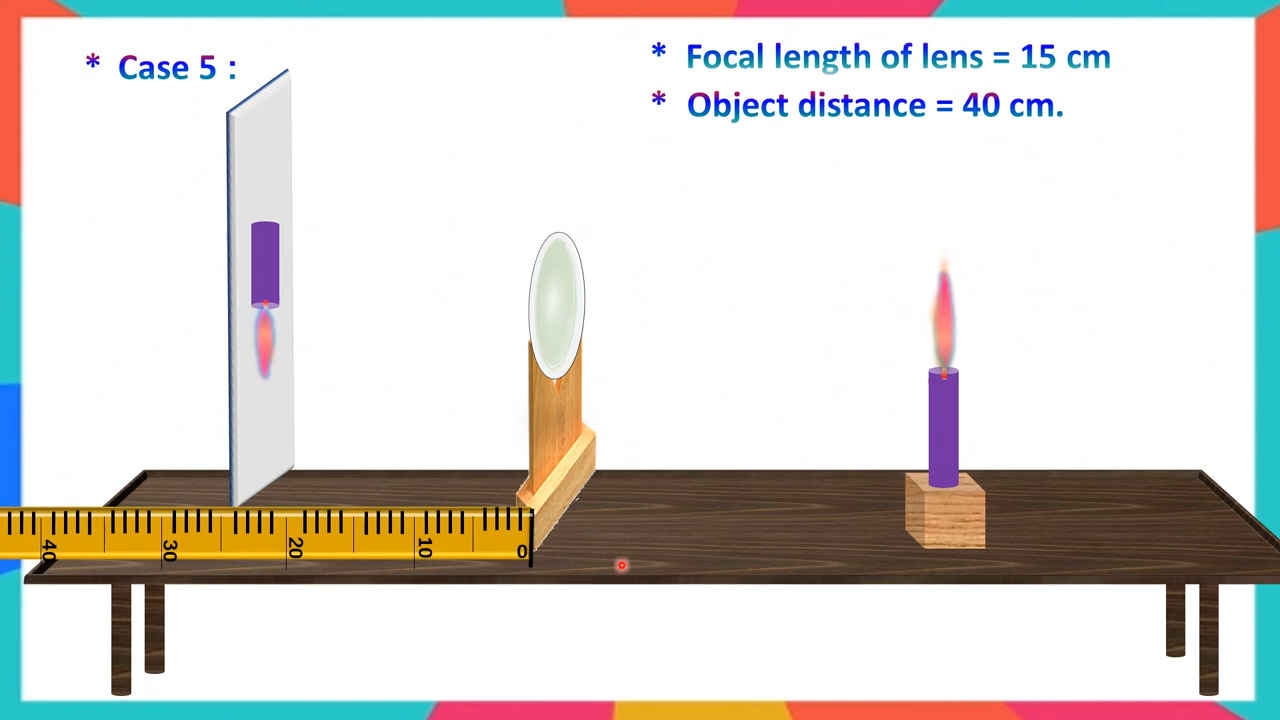 * Case 5 :
* Focal length of lens = 15 cm
* Object distance = 40 cm.
40 30 20 10 0